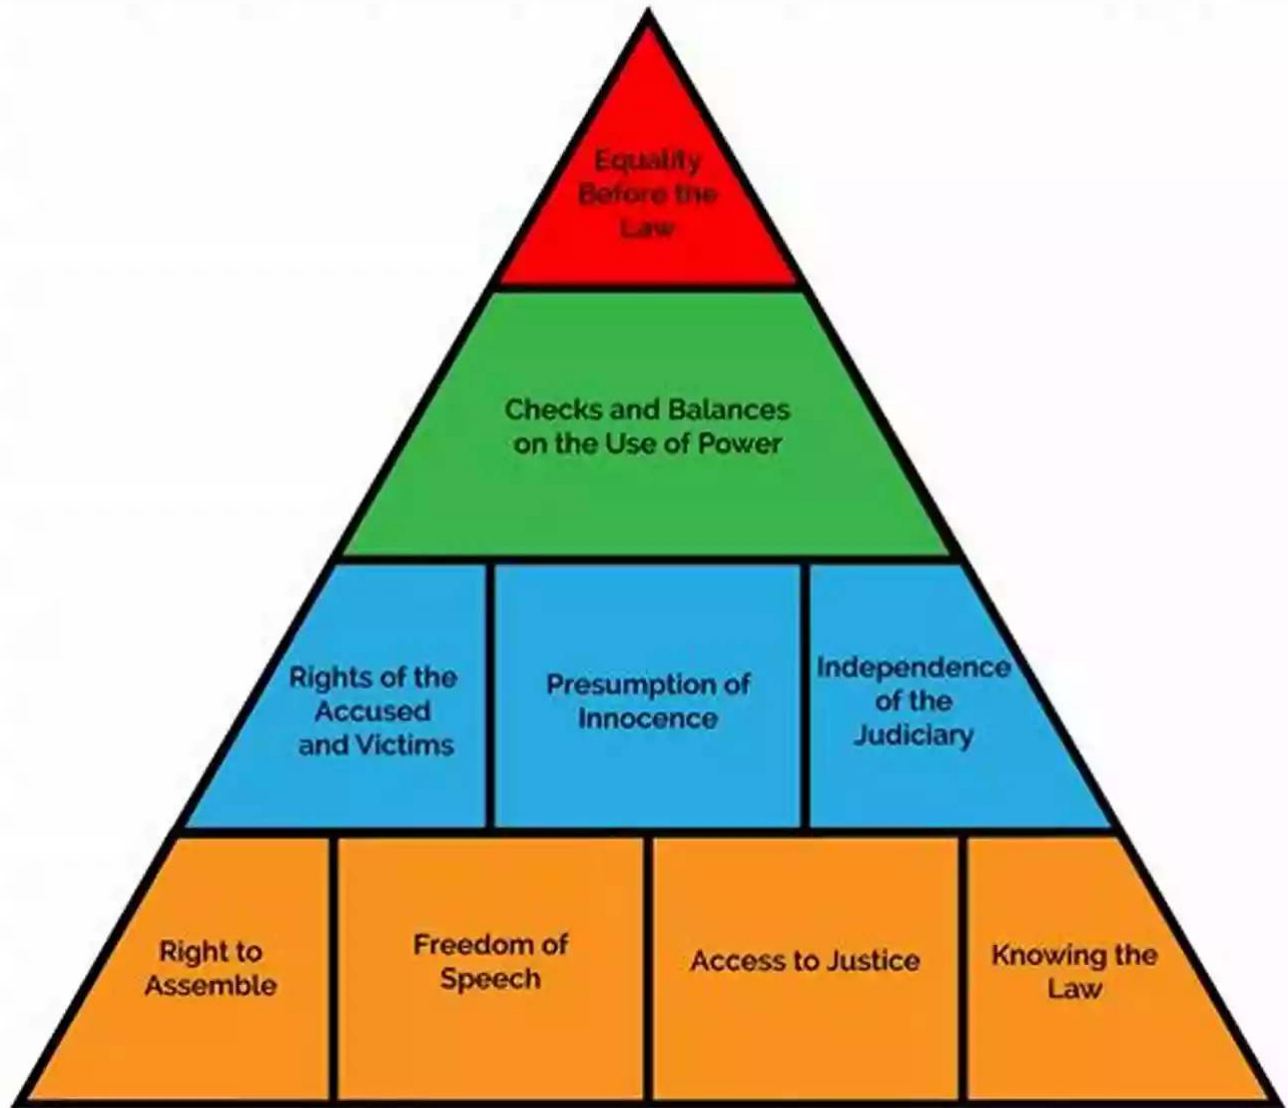 Equality
Before the
Law
Checks and Balances
on the Use of Power
Rights of the
Accused
and Victims
Presumption of
Innocence
Independence
of the
Judiciary
Right to
Assemble
Freedom of
Speech
Access to Justice
Knowing the
Law